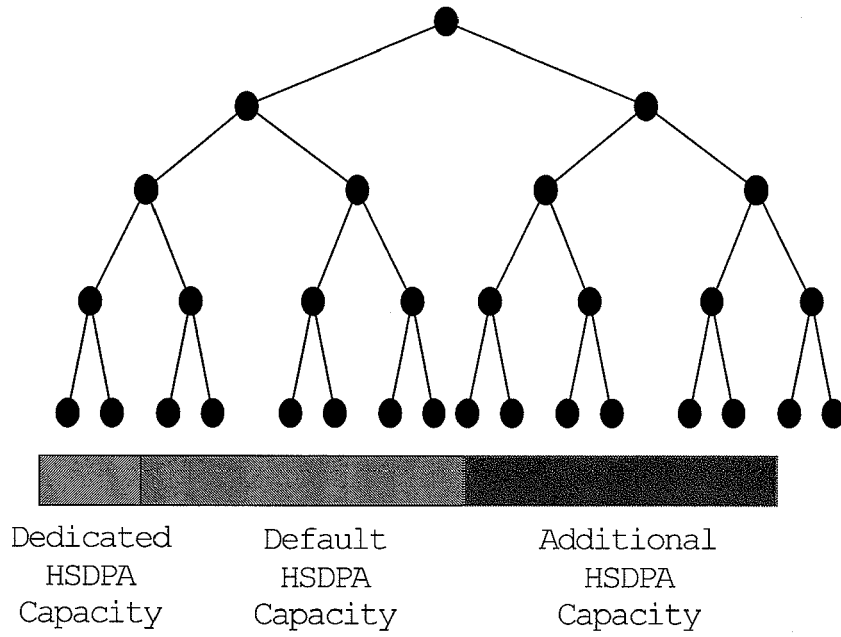 Dedicated
HSDPA
Capacity
Default
HSDPA
Capacity
Additional
HSDPA
Capacity